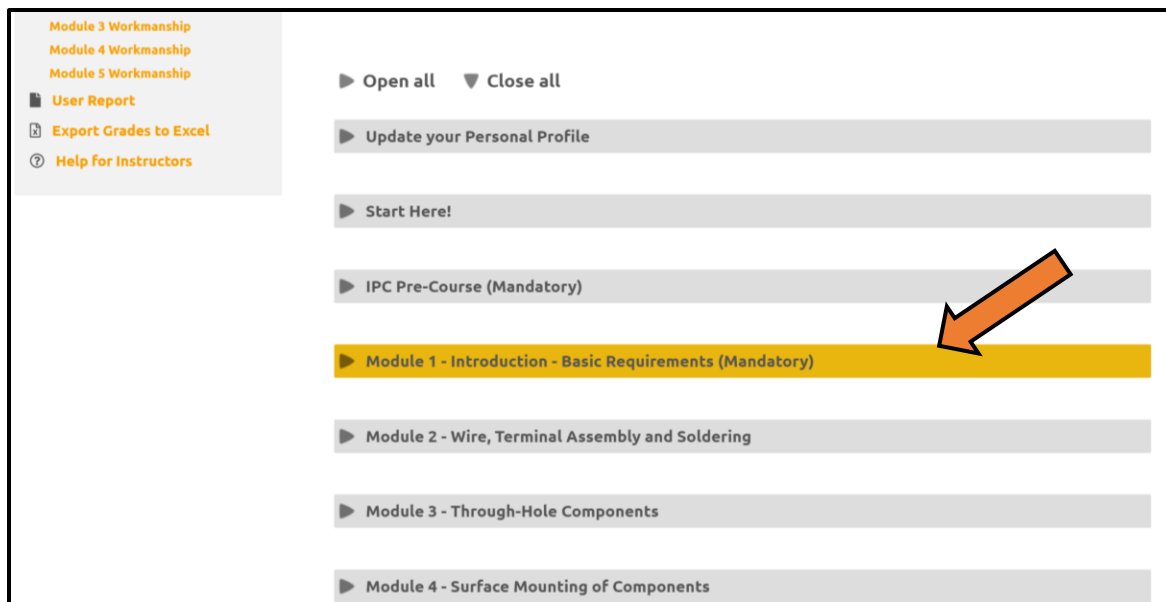 Module 3 Workmanship
Module 4 Workmanship
Module 5 Workmanship
User Report
Export Grades to Excel
Help for Instructors
Open all Close all
Update your Personal Profile
Start Here!
IPC Pre-Course (Mandatory)
Module 1 - Introduction - Basic Requirements (Mandatory)
Module 2 - Wire, Terminal Assembly and Soldering
Module 3 - Through-Hole Components
Module 4 - Surface Mounting of Components